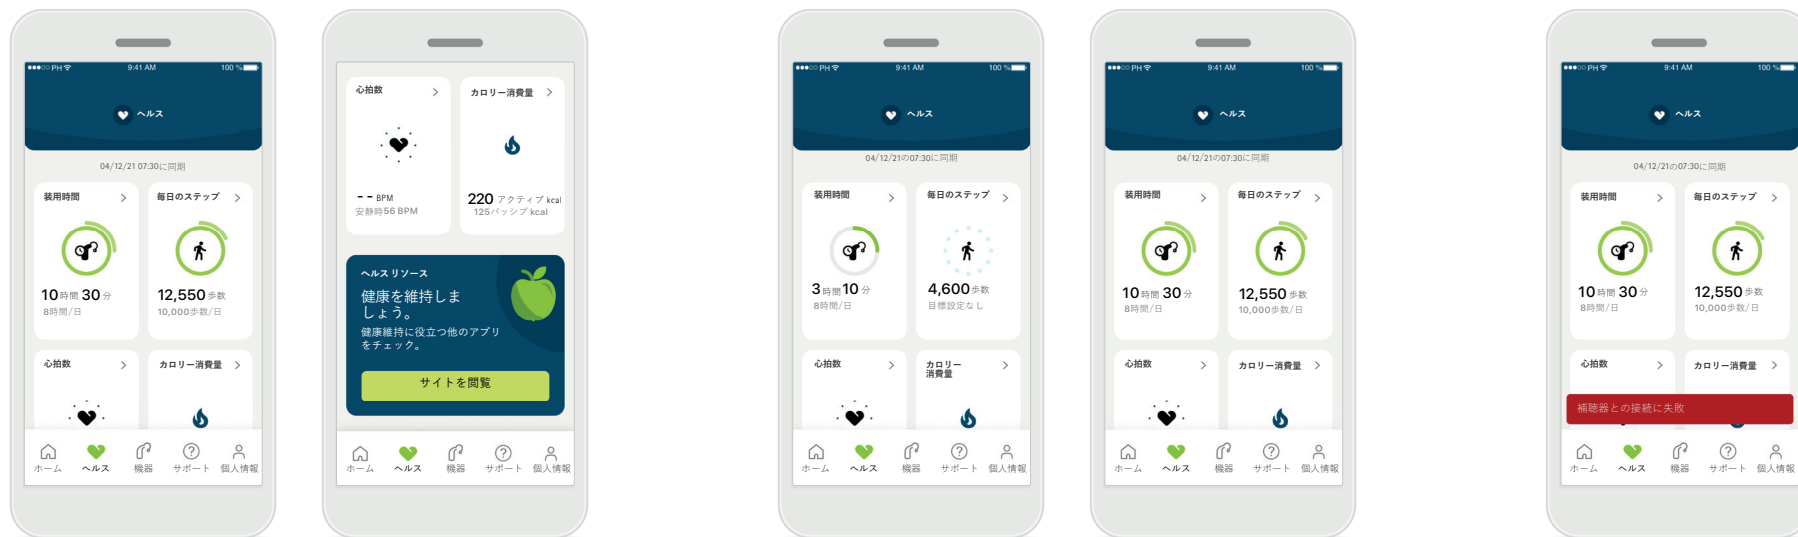 PH 9:41 AM 100 %
ヘルス
04/12/21 07:30に同期
装用時間
毎日のステップ
10時間 30 分
8時間/日
12,550 歩数
10,000歩数/日
心拍数
カロリー消費量
ホーム
ヘルス
機器
サポート
個人情報
心拍数
カロリー消費量
-- BPM
安静時56 BPM
220 アクティブ kcal
125パッシブ kcal
ヘルス リソース
健康を維持しま
しょう。
健康維持に役立つ他のアプリ
をチェック。
サイトを閲覧
ホーム
ヘルス
機器
サポート
個人情報
PH 9:41 AM 100 %
ヘルス
04/12/21の07:30に同期
装用時間
毎日のステップ
3時間10 分
8時間/日
4,600歩数
目標設定なし
心拍数
カロリー
消費量
ホーム
ヘルス
機器
サポート
個人情報
PH 9:41 AM 100 %
ヘルス
04/12/21の07:30に同期
装用時間
毎日のステップ
10時間 30 分
8時間/日
12,550 歩数
10,000歩数/日
心拍数
カロリー消費量
ホーム
ヘルス
機器
サポート
個人情報
PH 9:41 AM 100 %
ヘルス
04/12/21の07:30に同期
装用時間
毎日のステップ
10時間 30 分
8時間/日
12,550 歩数
10,000歩数/日
心拍数
カロリー消費量
補聴器との接続に失敗
ホーム
ヘルス
機器
サポート
個人情報